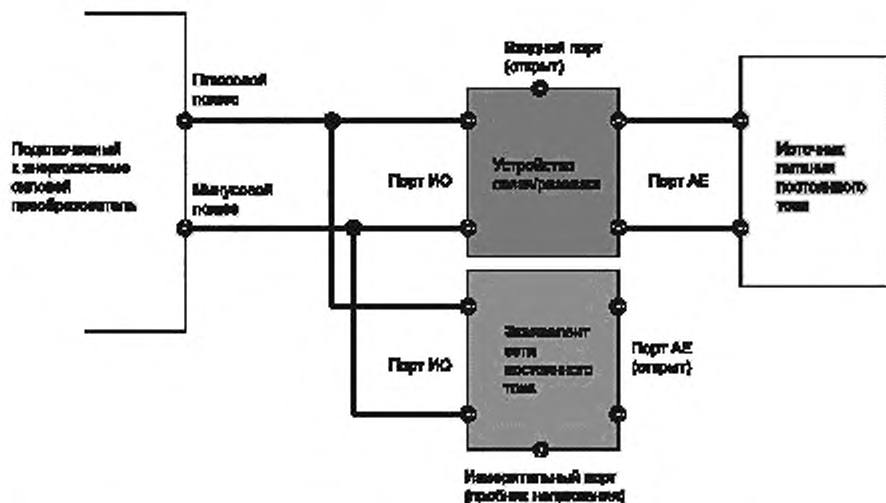 Входной порт
(открыт)
Плюсовой
полюс
Подключенный
к энергосистеме
силовой
преобразователь
Порт ИО
Устройство
связи/развязки
Порт АЕ
Источник
питания
постоянного
тока
Минусовой
полюс
Порт ИО
Эквивалент
сети
постоянного
тока
Порт АЕ
(открыт)
Измерительный порт
(пробник напряжения)